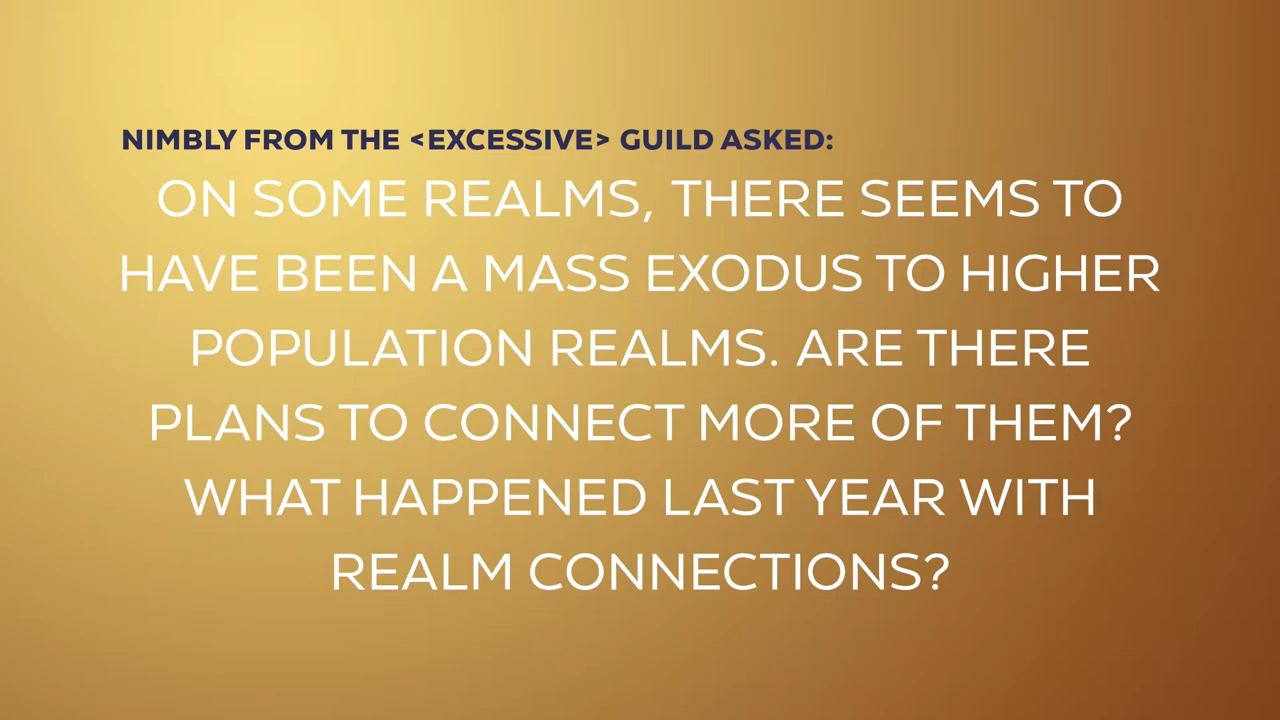 NIMBLY FROM THE <EXCESSIVE> GUILD ASKED:
ON SOME REALMS, THERE SEEMS TO
HAVE BEEN A MASS EXODUS TO HIGHER
POPULATION REALMS. ARE THERE
PLANS TO CONNECT MORE OF THEM?
WHAT HAPPENED LAST YEAR WITH
REALM CONNECTIONS?